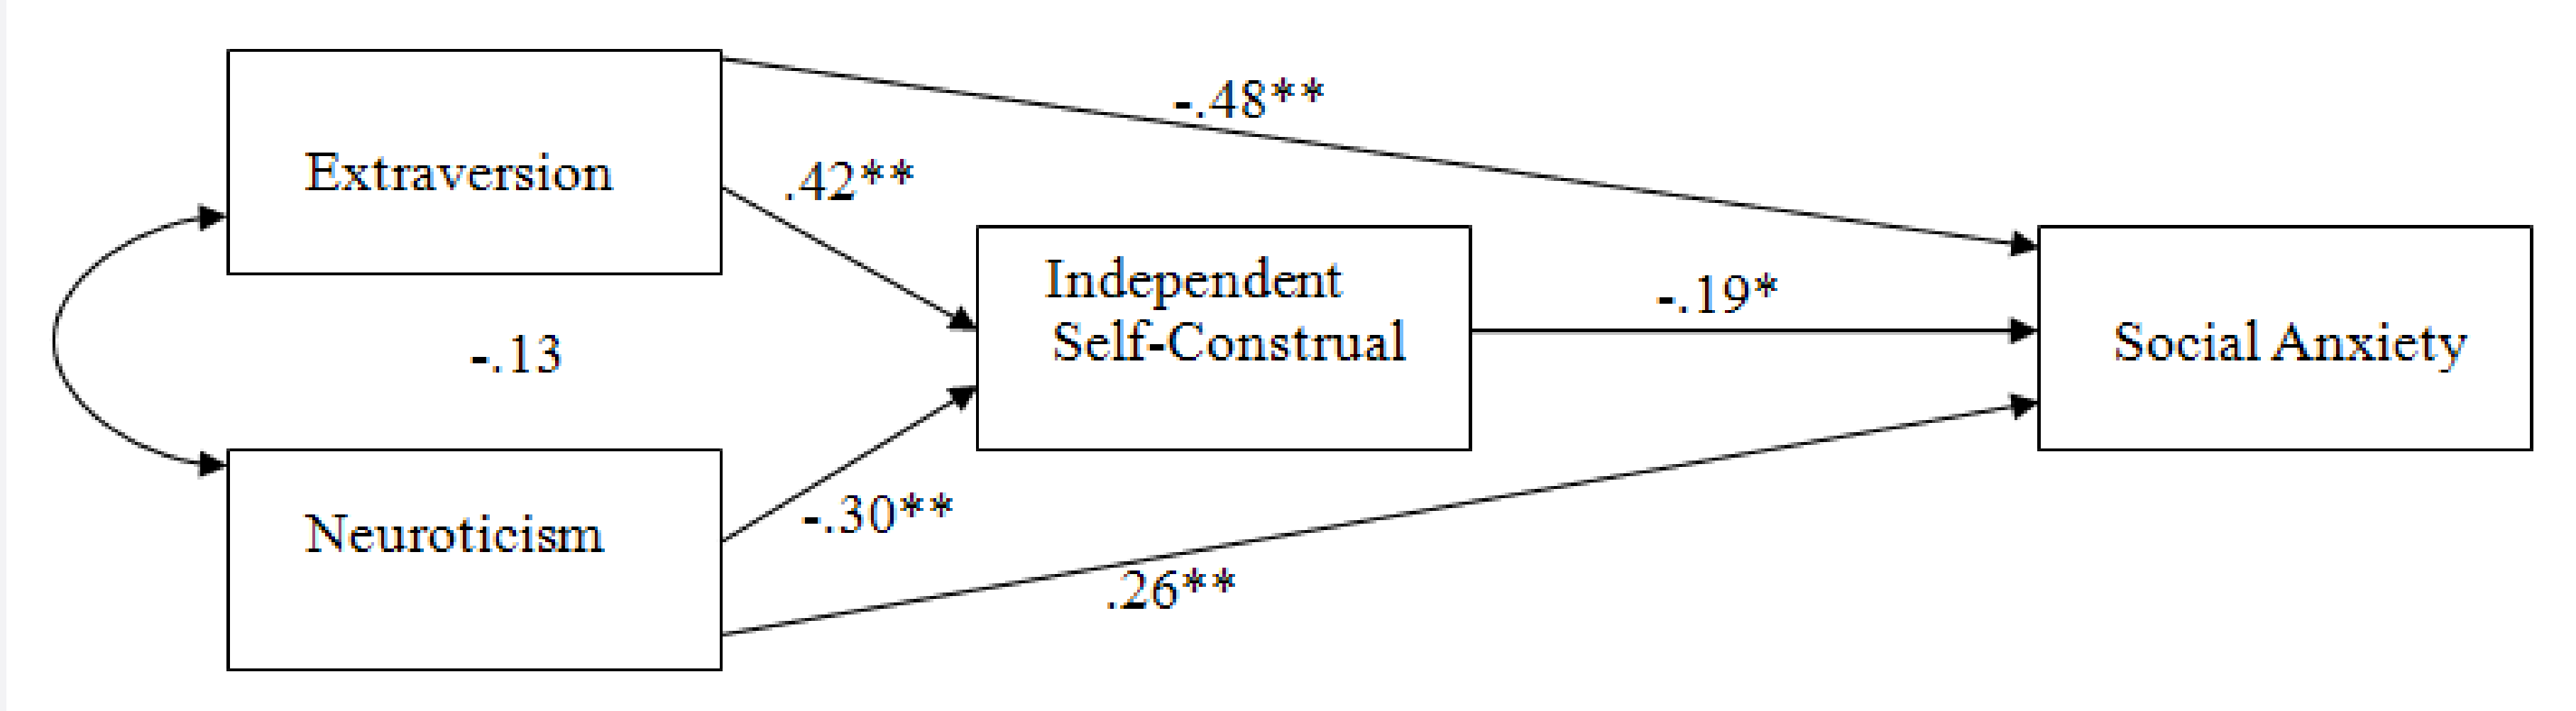 -.48**
Extraversion
.42**
Independent
Self-Construal
-.19*
Social Anxiety
-.13
Neuroticism
-.30**
.26**